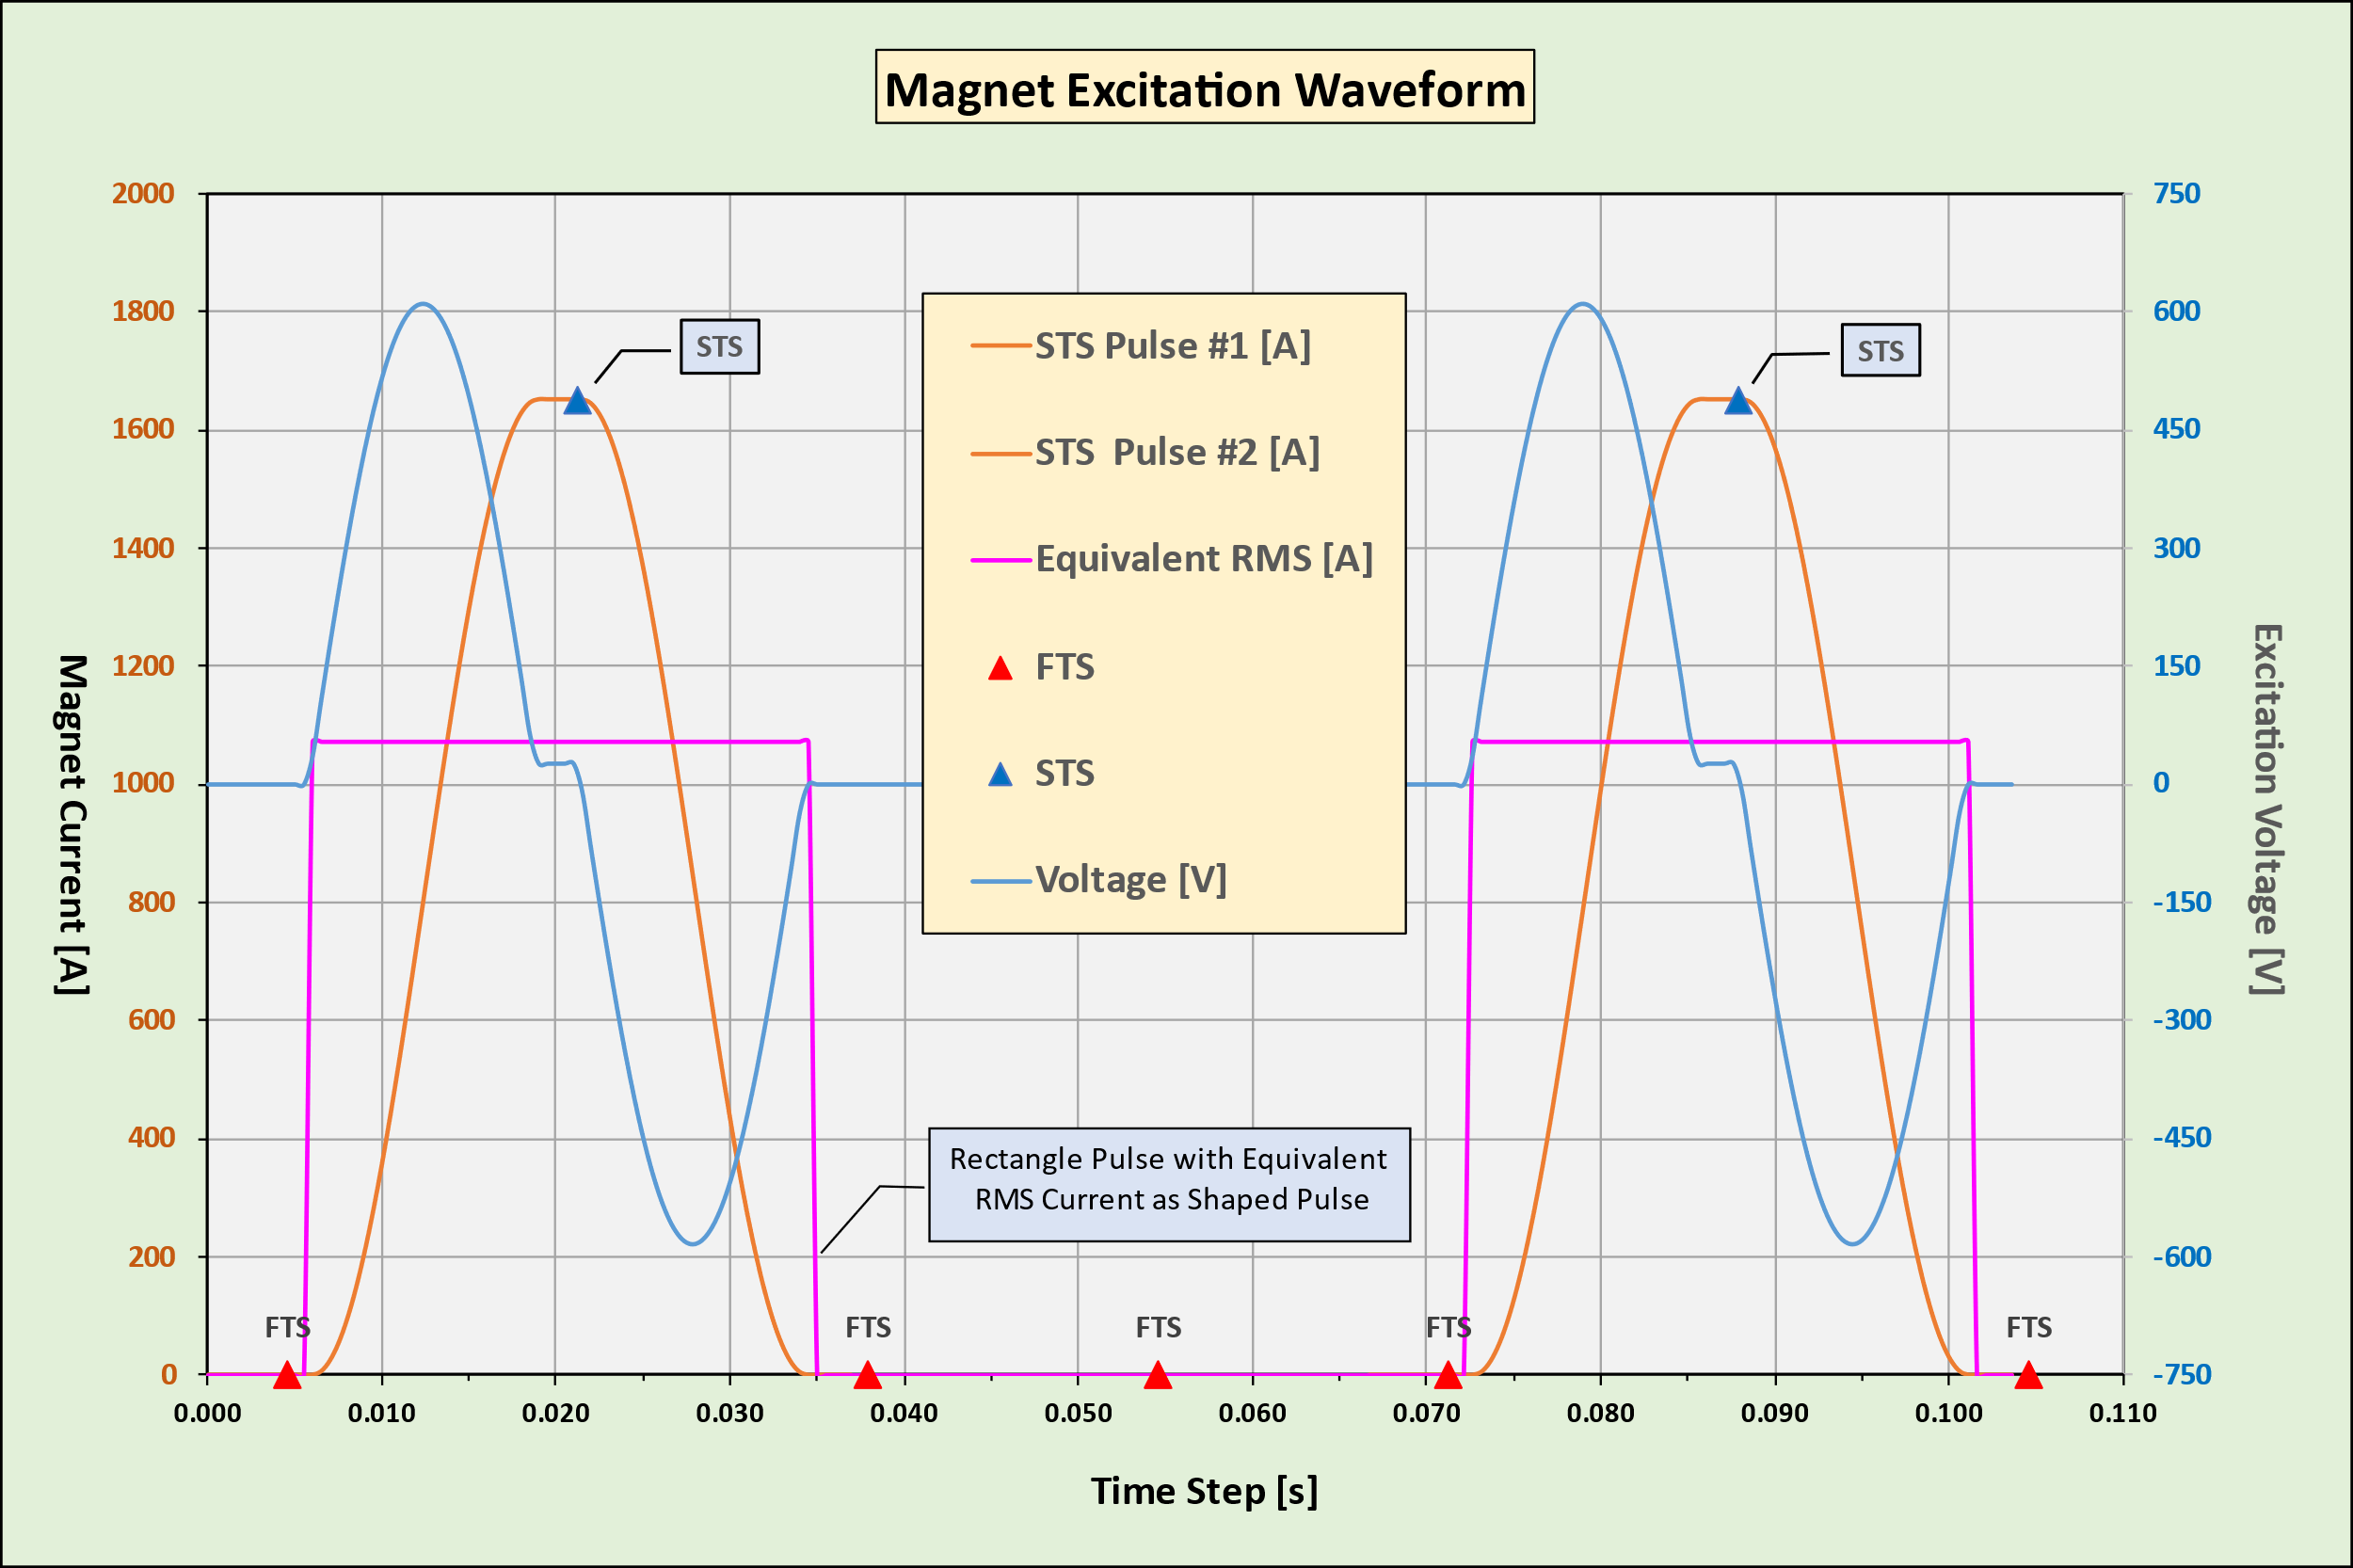 Magnet Excitation Waveform
2000
1800
1600
1400
1200
1000
800
600
400
200
0
Magnet Current [A]
750
600
450
300
150
0
-150
-300
-450
-600
-750
Excitation Voltage [V]
STS
STS
STS Pulse #1 [A]
STS  Pulse #2 [A]
Equivalent RMS [A]
FTS
STS
Voltage [V]
Rectangle Pulse with Equivalent
RMS Current as Shaped Pulse
FTS
FTS
FTS
FTS
FTS
0.000
0.010
0.020
0.030
0.040
0.050
0.060
0.070
0.080
0.090
0.100
0.110
Time Step [s]